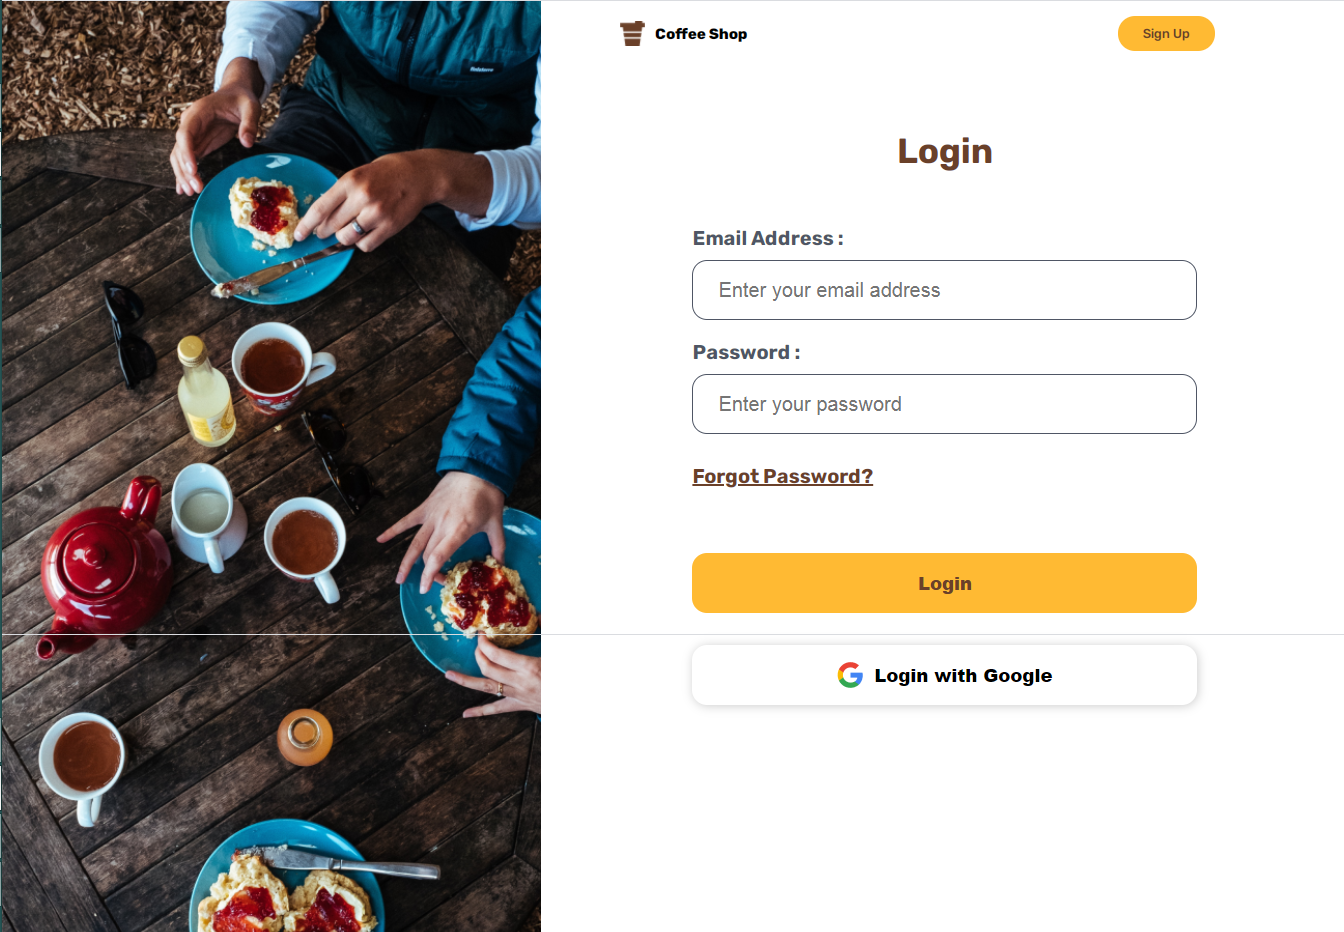 Coffee Shop
Sign Up
Login
Email Address :
Enter your email address
Password :
Enter your password
Forgot Password?
Login
Login with Google